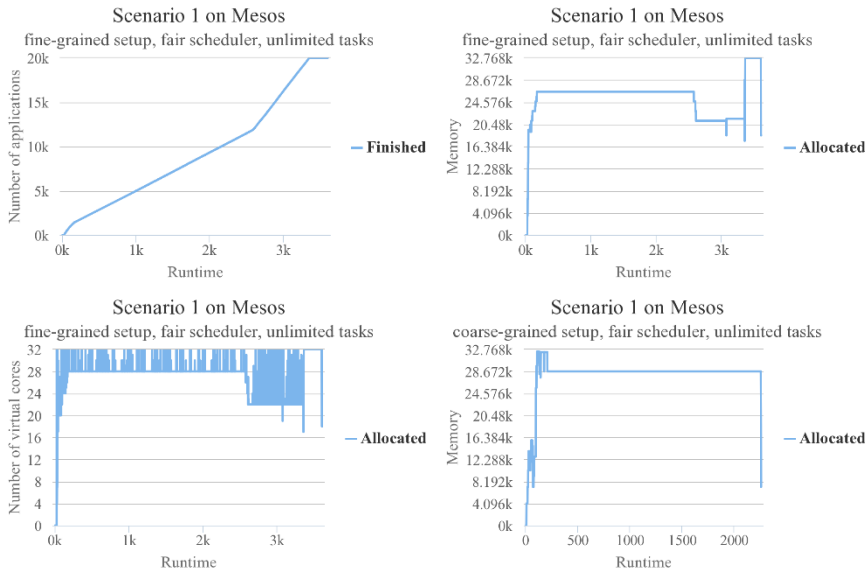 Scenario 1 on Mesos
fine-grained setup, fair scheduler, unlimited tasks
Number of applications
20k
15k
10k
5k
0k
0k
1k
2k
3k
Runtime
Finished
Scenario 1 on Mesos
fine-grained setup, fair scheduler, unlimited tasks
Memory
32.768k
28.672k
24.576k
20.48k
16.384k
12.288k
8.192k
4.096k
0k
0k
1k
2k
3k
Runtime
Allocated
Scenario 1 on Mesos
fine-grained setup, fair scheduler, unlimited tasks
Number of virtual cores
32
28
24
20
16
12
8
4
0
0k
1k
2k
3k
Runtime
Allocated
Scenario 1 on Mesos
coarse-grained setup, fair scheduler, unlimited tasks
Memory
32.768k
28.672k
24.576k
20.48k
16.384k
12.288k
8.192k
4.096k
0k
0
500
1000
1500
2000
Runtime
Allocated